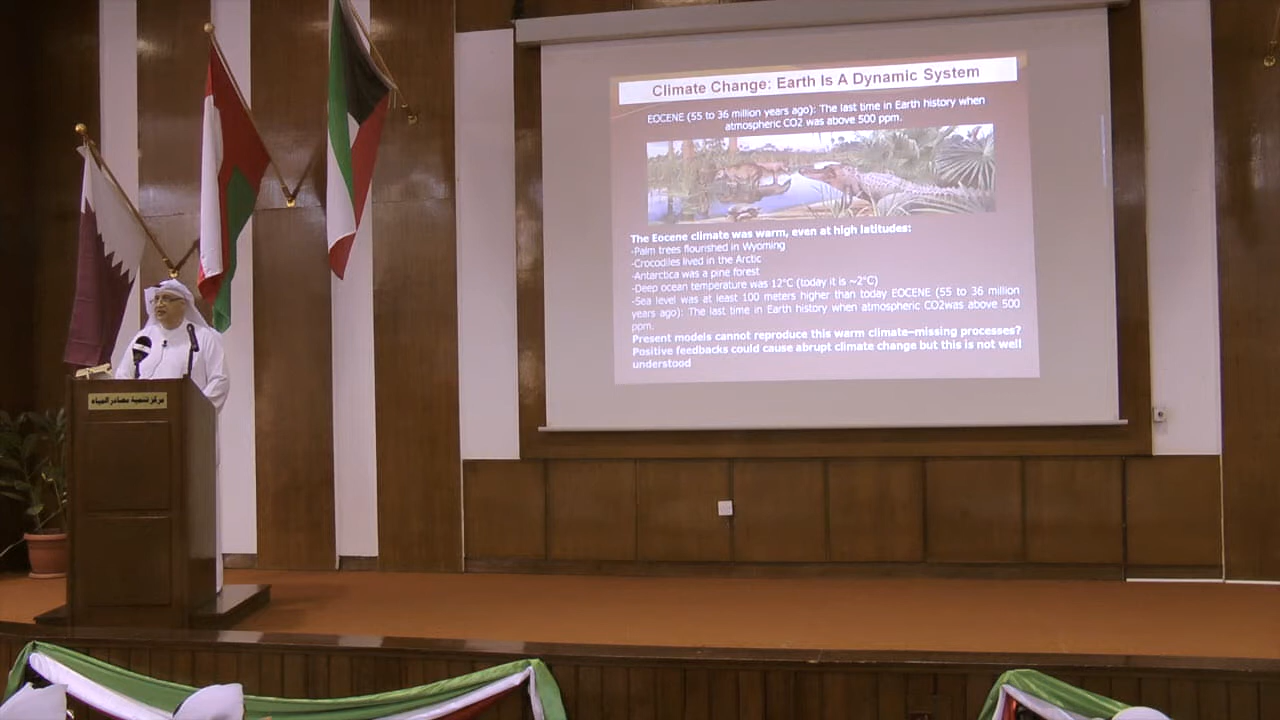 Climate Change: Earth Is A Dynamic System
EOCENE (55 to 36 million years ago): The last time in Earth history when
atmospheric CO2 was above 500 ppm.
The Eocene climate was warm, even at high latitudes:
-Palm trees flourished in Wyoming
-Crocodiles lived in the Arctic
-Antarctica was a pine forest
-Deep ocean temperature was 12°C (today it is ~2°C)
-Sea level was at least 100 meters higher than today EOCENE (55 to 36 million
years ago): The last time in Earth history when atmospheric CO2was above 500
ppm.
Present models cannot reproduce this warm climate—missing processes?
Positive feedbacks could cause abrupt climate change but this is not well
understood
مركز تنمية مصادر المياه